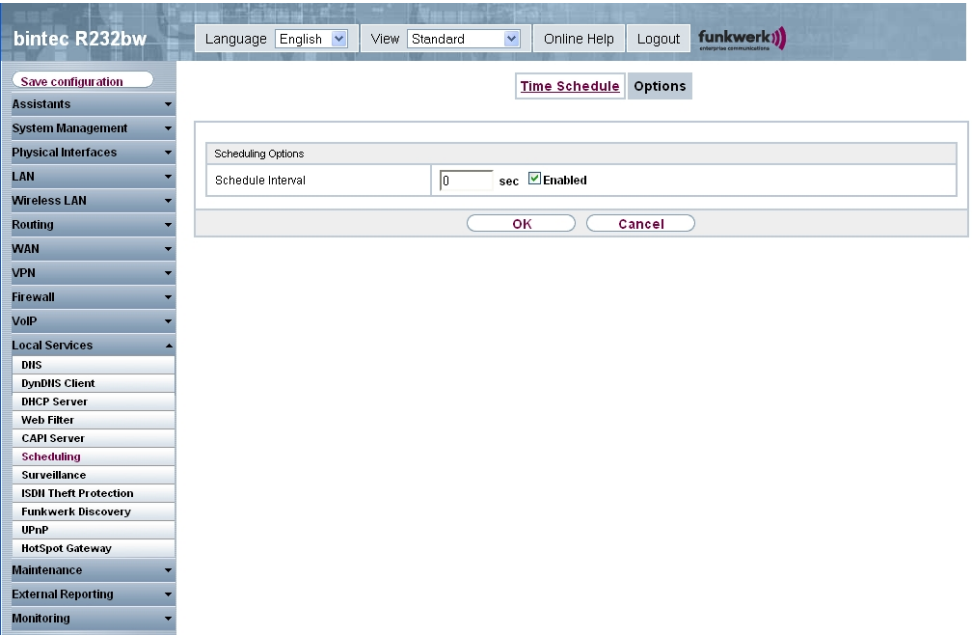 bintec R232bw
Language English View Standard Online Help Logout funkwerk
enterprise communications
Save configuration
Time Schedule Options
Assistants
System Management
Physical Interfaces
LAN
Wireless LAN
Routing
WAN
VPN
Firewall
VoIP
Local Services
DNS
DynDNS Client
DHCP Server
Web Filter
CAPI Server
Scheduling
Surveillance
ISDN Theft Protection
Funkwerk Discovery
UPnP
HotSpot Gateway
Maintenance
External Reporting
Monitoring
Scheduling Options
Schedule Interval 0 sec Enabled
OK Cancel